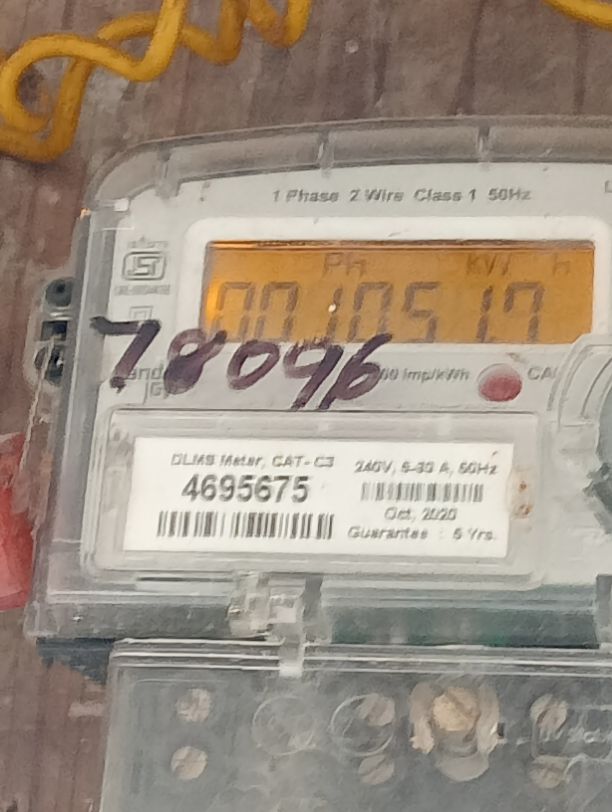 1 Phase 2 Wire Class 1 50Hz
Ph kW h
0010517
78096
imp/kWh
DLMS Meter, CAT-C3
4695675
240V, 5-30 A, 50Hz
Oct, 2020
Guarantee : 5 Yrs.